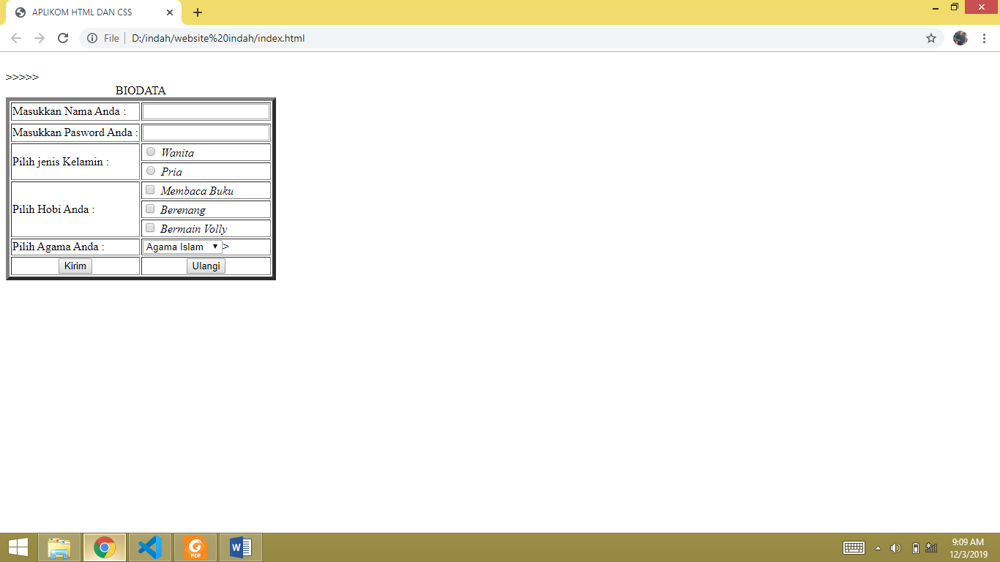 APLIKOM HTML DAN CSS
File | D:/indah/website%20indah/index.html
>>>>>
BIODATA
Masukkan Nama Anda :
Masukkan Pasword Anda :
Pilih jenis Kelamin :
Wanita
Pria
Pilih Hobi Anda :
Membaca Buku
Berenang
Bermain Volly
Pilih Agama Anda :
Agama Islam >
Kirim
Ulangi
PDF
9:09 AM
12/3/2019